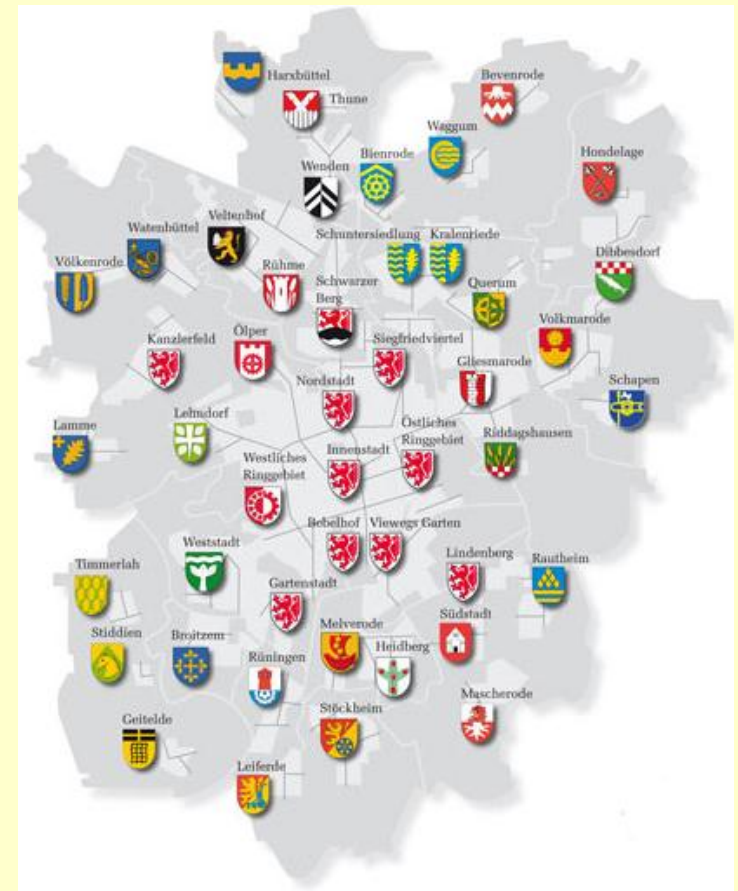 Harxbüttel
Bevenrode
Thune
Waggum
Bienrode
Hondelage
Wenden
Veltenhof
Watenbüttel
Schuntersiedlung
Kralenriede
Dibbesdorf
Völkenrode
Rühme
Schwarzer
Berg
Querum
Volkmarode
Kanzlerfeld
Ölper
Siegfriedviertel
Gliesmarode
Nordstadt
Schapen
Lamme
Lehndorf
Östliches
Ringgebiet
Riddagshausen
Innenstadt
Westliches
Ringgebiet
Bebelhof
Viewegs Garten
Weststadt
Lindenberg
Rautheim
Timmerlah
Gartenstadt
Südstadt
Stiddien
Broitzem
Melverode
Heidberg
Rüningen
Mascherode
Geitelde
Stöckheim
Leiferde